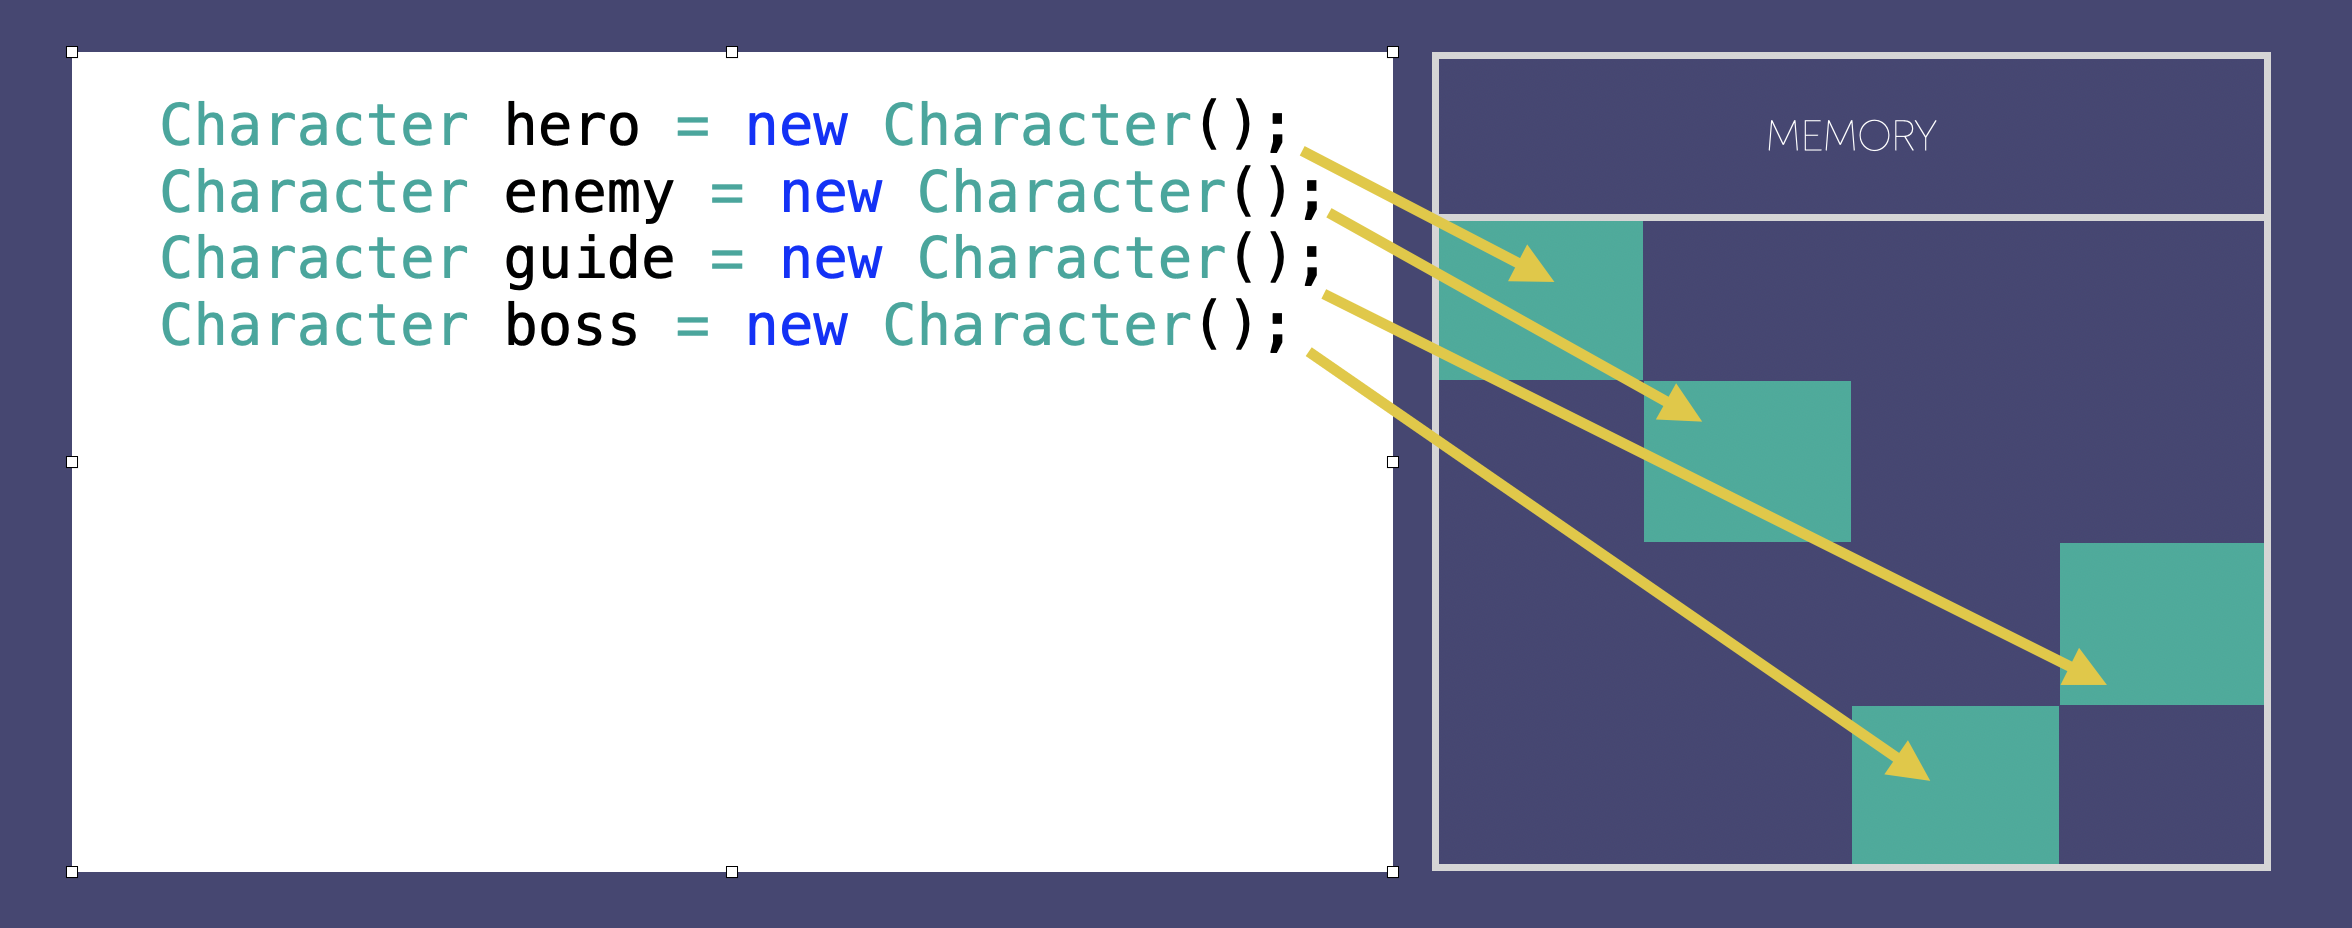 Character hero = new Character();
Character enemy = new Character();
Character guide = new Character();
Character boss = new Character();
MEMORY